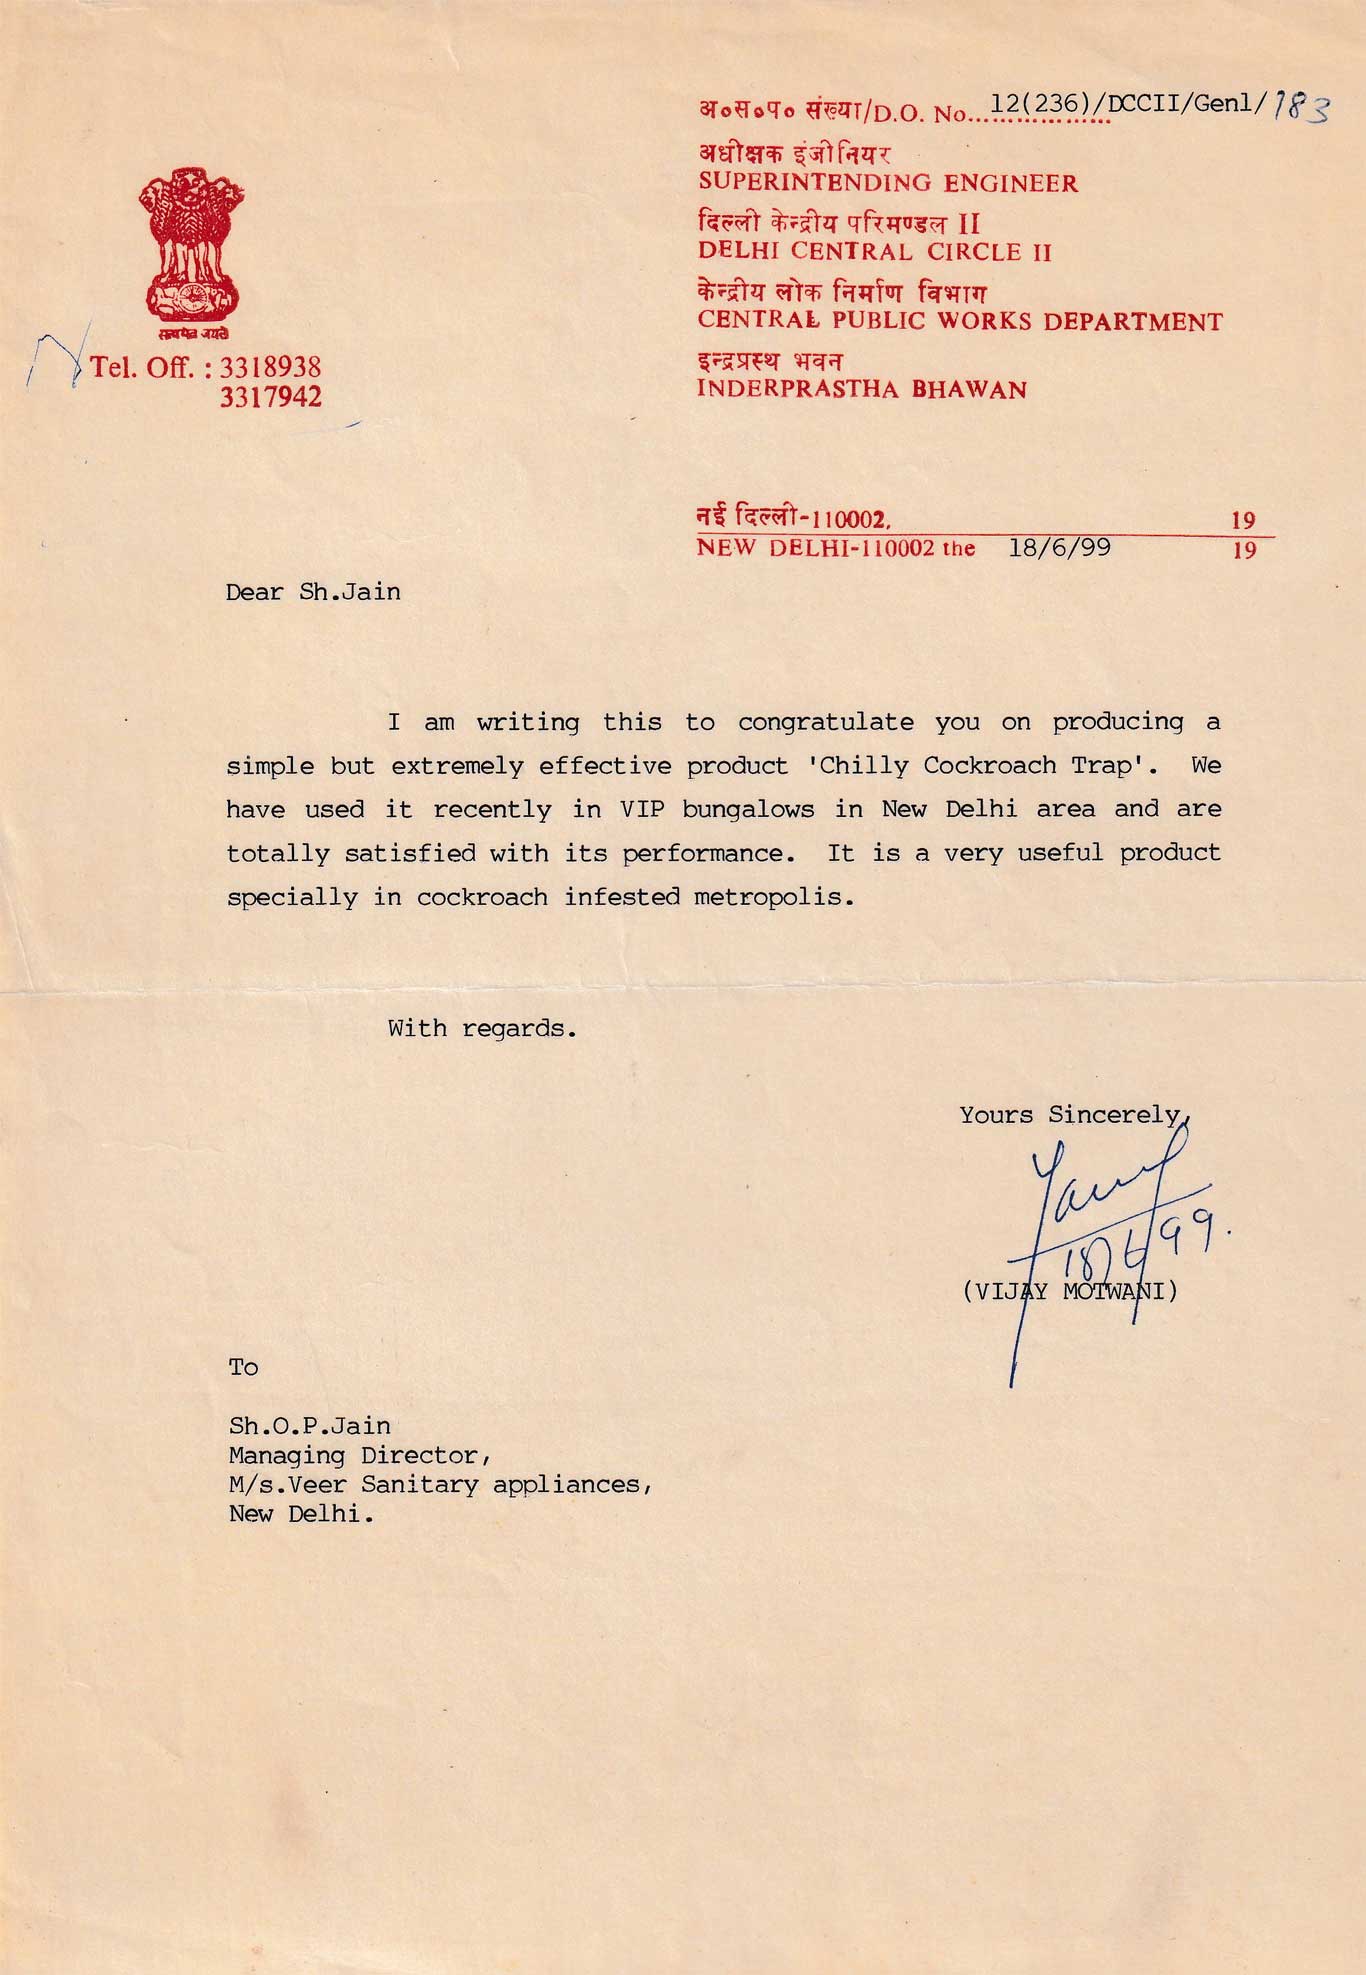 अ०स०प० संख्या/D.O. No...12(236)/DCCII/Genl/183
अधीक्षक इंजीनियर
SUPERINTENDING ENGINEER
दिल्ली केन्द्रीय परिमण्डल II
DELHI CENTRAL CIRCLE II
केन्द्रीय लोक निर्माण विभाग
CENTRAL PUBLIC WORKS DEPARTMENT
इन्द्रप्रस्थ भवन
INDERPRASTHA BHAWAN
सत्यमेव जयते
Tel. Off. : 3318938
3317942
नई दिल्ली-110002, 19
NEW DELHI-110002 the 18/6/99 19
Dear Sh.Jain
I am writing this to congratulate you on producing a
simple but extremely effective product 'Chilly Cockroach Trap'. We
have used it recently in VIP bungalows in New Delhi area and are
totally satisfied with its performance. It is a very useful product
specially in cockroach infested metropolis.
With regards.
Yours Sincerely,
18/6/99.
(VIJAY MOTWANI)
To
Sh.O.P.Jain
Managing Director,
M/s.Veer Sanitary appliances,
New Delhi.